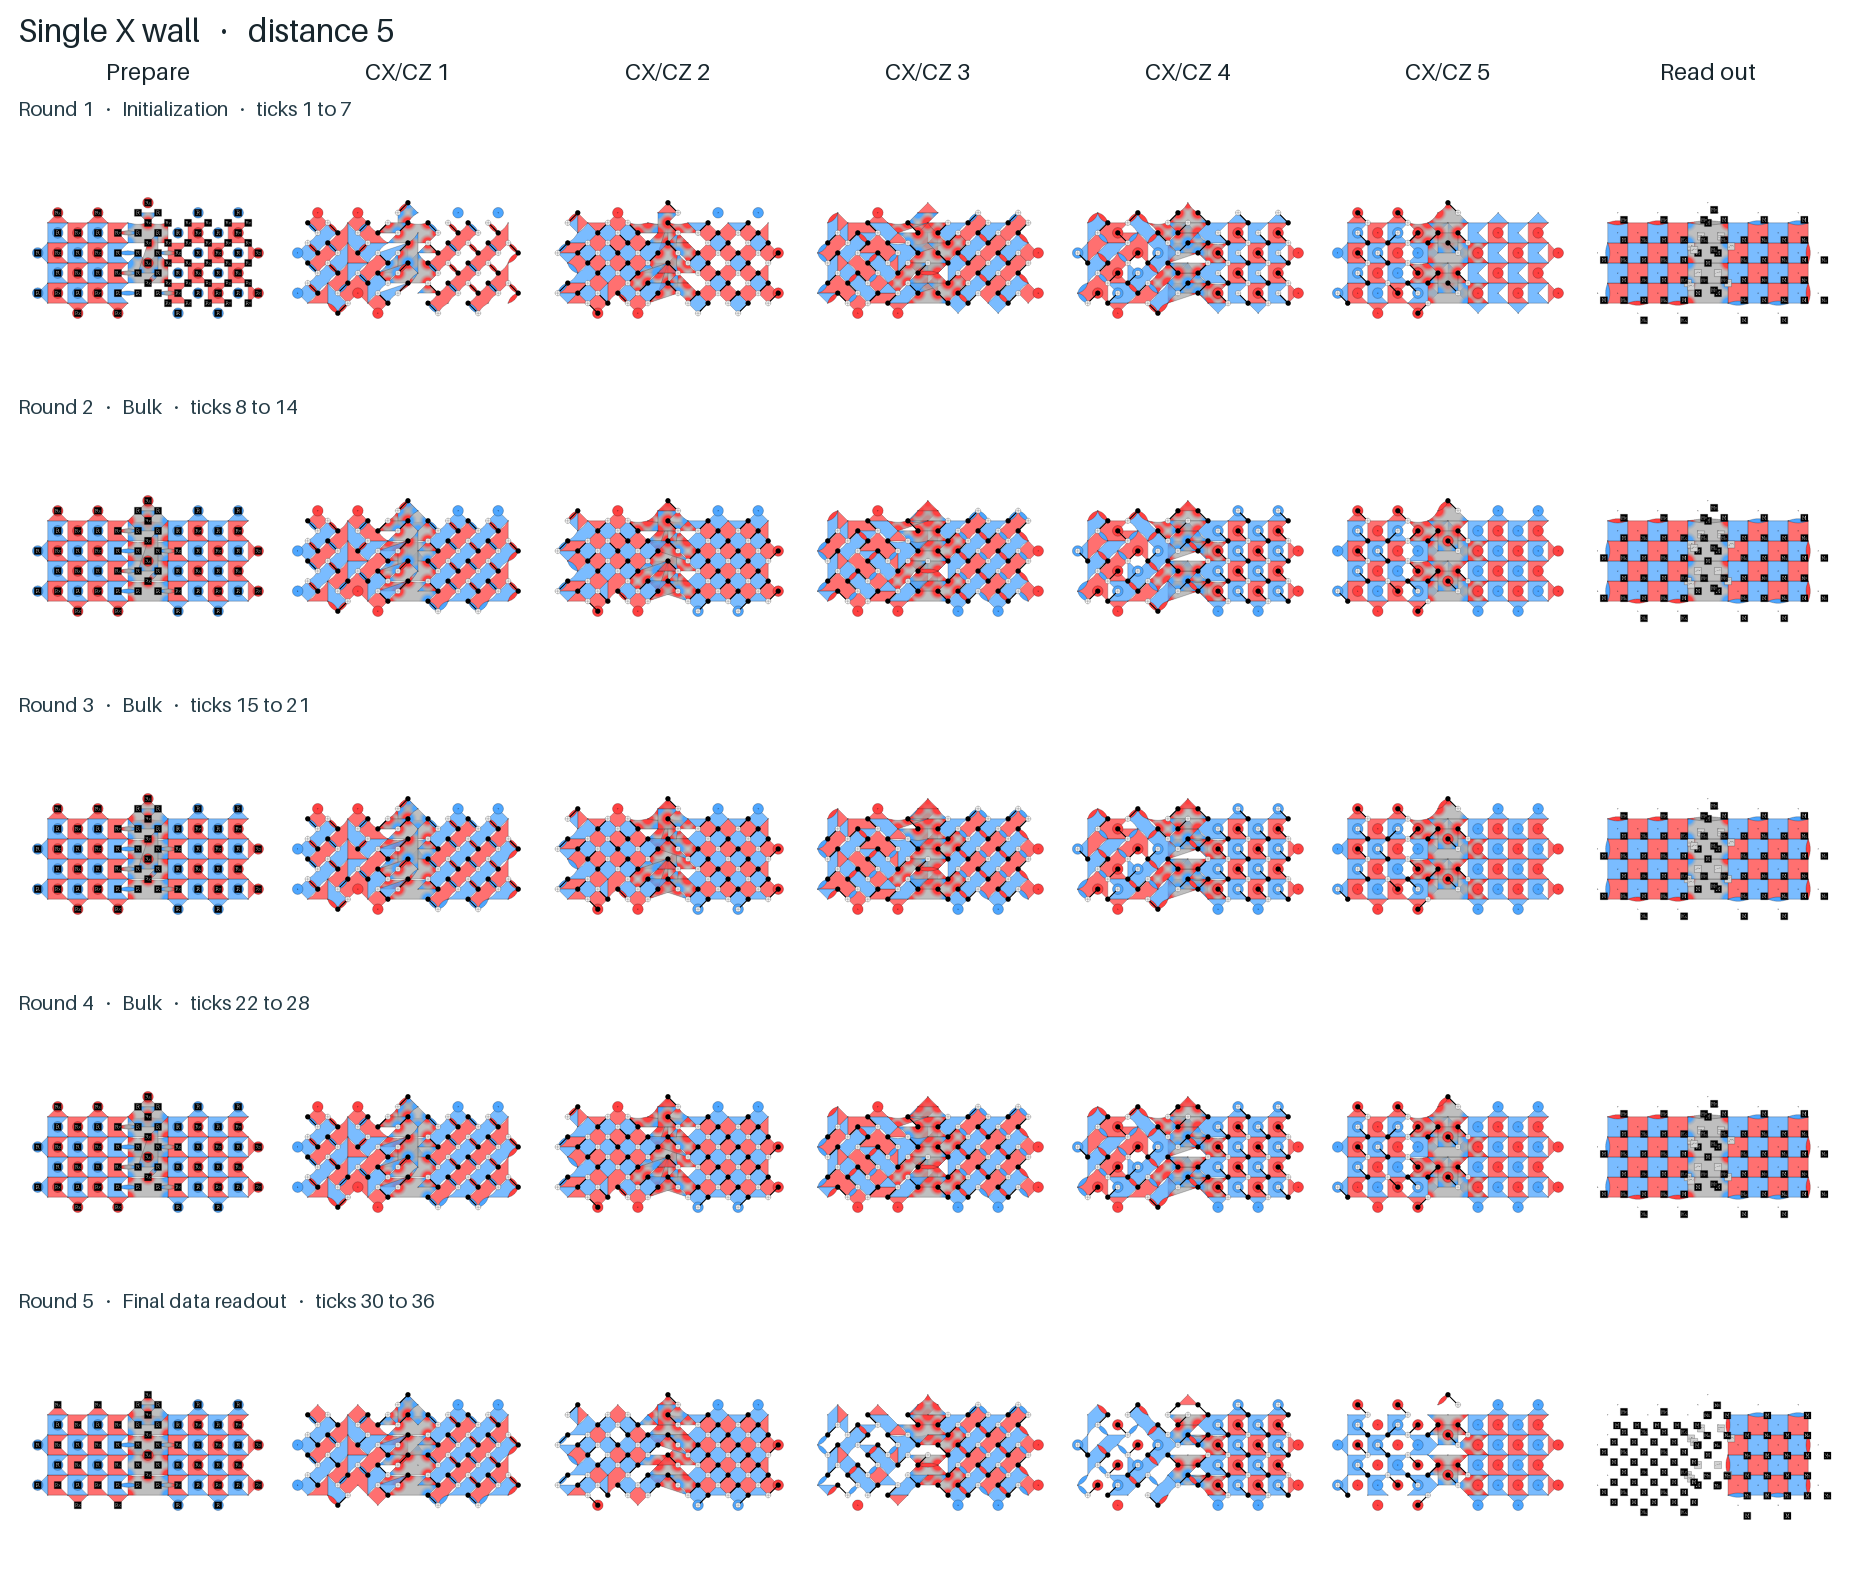 Single X wall · distance 5
Prepare CX/CZ 1 CX/CZ 2 CX/CZ 3 CX/CZ 4 CX/CZ 5 Read out
Round 1 · Initialization · ticks 1 to 7
Round 2 · Bulk · ticks 8 to 14
Round 3 · Bulk · ticks 15 to 21
Round 4 · Bulk · ticks 22 to 28
Round 5 · Final data readout · ticks 30 to 36